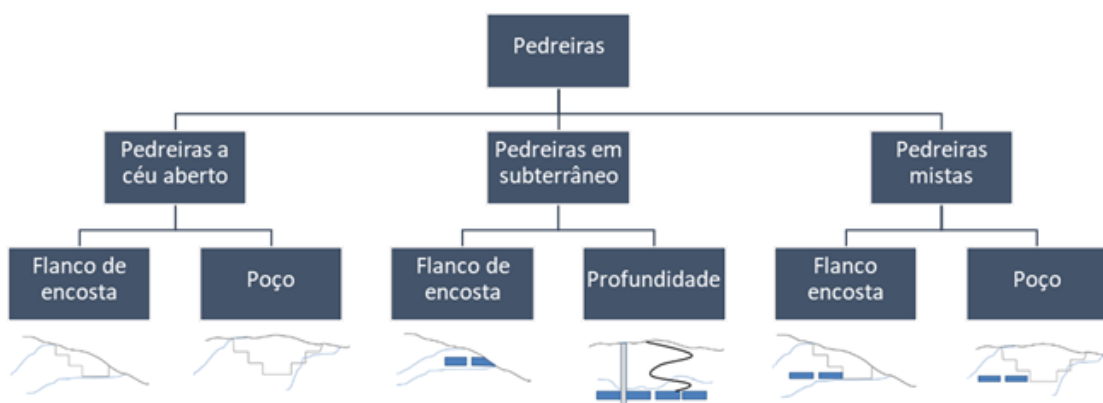 Pedreiras
Pedreiras a
céu aberto
Pedreiras em
subterrâneo
Pedreiras
mistas
Flanco de
encosta
Poço
Flanco de
encosta
Profundidade
Flanco
encosta
Poço